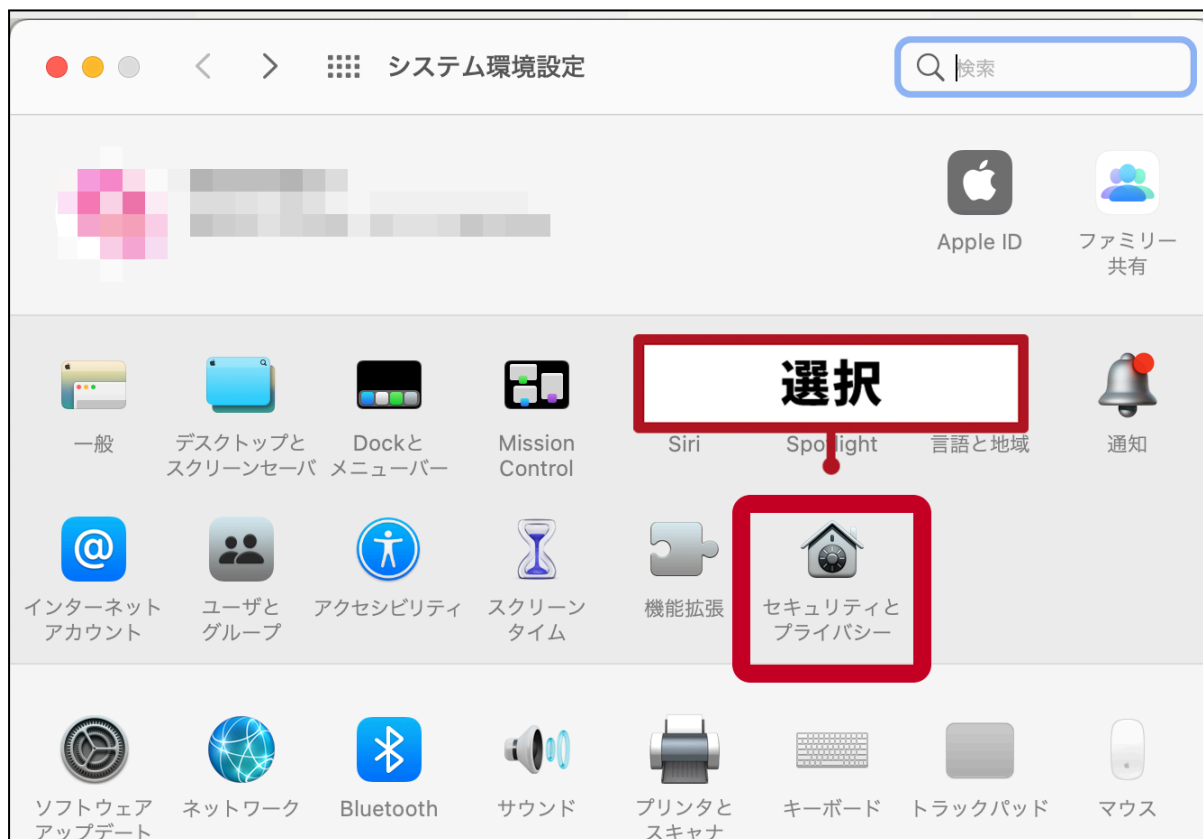 システム環境設定
検索
Apple ID
ファミリー
共有
選択
一般
デスクトップと
スクリーンセーバ
Dockと
メニューバー
Mission
Control
Siri
Spotlight
言語と地域
通知
インターネット
アカウント
ユーザと
グループ
アクセシビリティ
スクリーン
タイム
機能拡張
セキュリティと
プライバシー
ソフトウェア
アップデート
ネットワーク
Bluetooth
サウンド
プリンタと
スキャナ
キーボード
トラックパッド
マウス